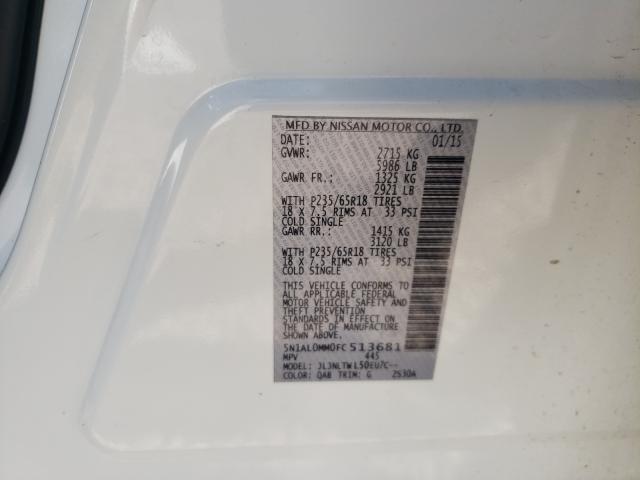 MFD BY NISSAN MOTOR CO., LTD.
DATE: 01/15
GVWR: 2715 KG
5986 LB
GAWR FR.: 1325 KG
2921 LB
WITH P235/65R18 TIRES
18 X 7.5 RIMS AT 33 PSI
COLD SINGLE
GAWR RR.: 1415 KG
3120 LB
WITH P235/65R18 TIRES
18 X 7.5 RIMS AT 33 PSI
COLD SINGLE
THIS VEHICLE CONFORMS TO
ALL APPLICABLE FEDERAL
MOTOR VEHICLE SAFETY AND
THEFT PREVENTION
STANDARDS IN EFFECT ON
THE DATE OF MANUFACTURE
SHOWN ABOVE.
5N1AL0MM0FC513681
MPV 445
MODEL: JL3NLTWL50EU7C--
COLOR: QAB TRIM: G 2S30A